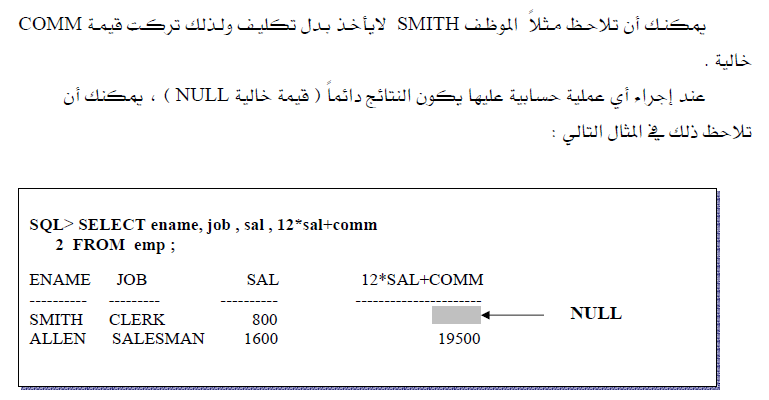 يمكنك أن تلاحظ مثلاً الموظف SMITH لايأخذ بدل تكليف ولذلك تركت قيمة COMM
خالية .
عند إجراء أي عملية حسابية عليها يكون النتائج دائماً ( قيمة خالية NULL ) ، يمكنك أن
تلاحظ ذلك في المثال التالي :
SQL> SELECT ename, job , sal , 12*sal+comm
2 FROM emp ;
ENAME JOB SAL 12*SAL+COMM
---------- --------- ---------- ----------------------
SMITH CLERK 800 NULL
ALLEN SALESMAN 1600 19500